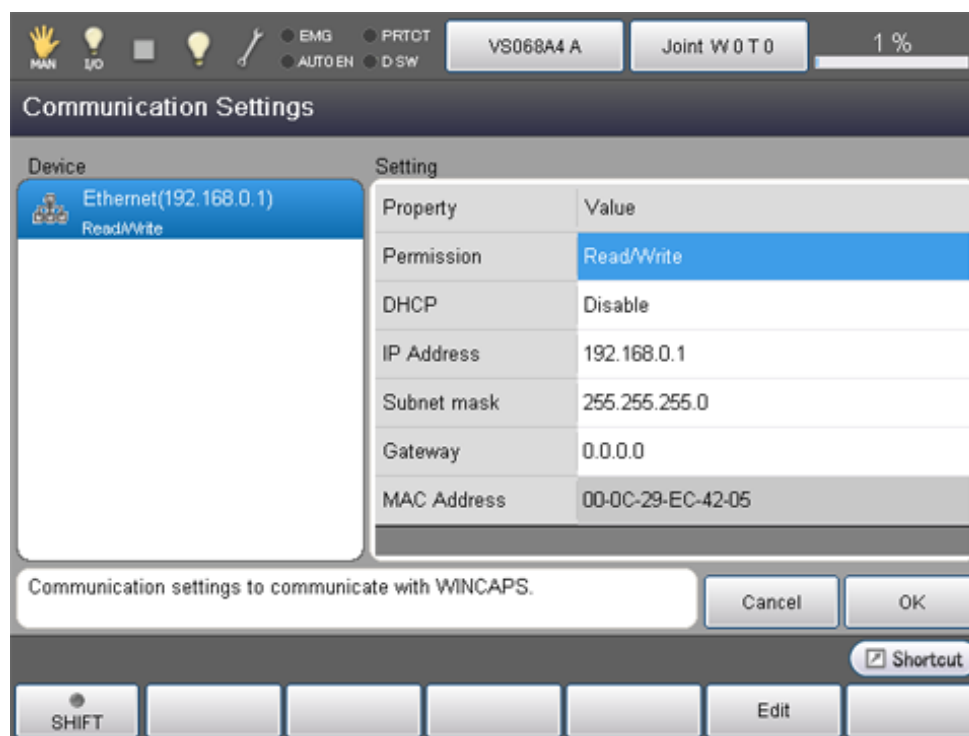 MAN
I/O
EMG
AUTO EN
PRTCT
D SW
VS068A4 A
Joint W 0 T 0
1 %
Communication Settings
Device
Setting
Ethernet(192.168.0.1)
Read/Write
Property Value
Permission Read/Write
DHCP Disable
IP Address 192.168.0.1
Subnet mask 255.255.255.0
Gateway 0.0.0.0
MAC Address 00-0C-29-EC-42-05
Communication settings to communicate with WINCAPS.
Cancel
OK
Shortcut
SHIFT
Edit